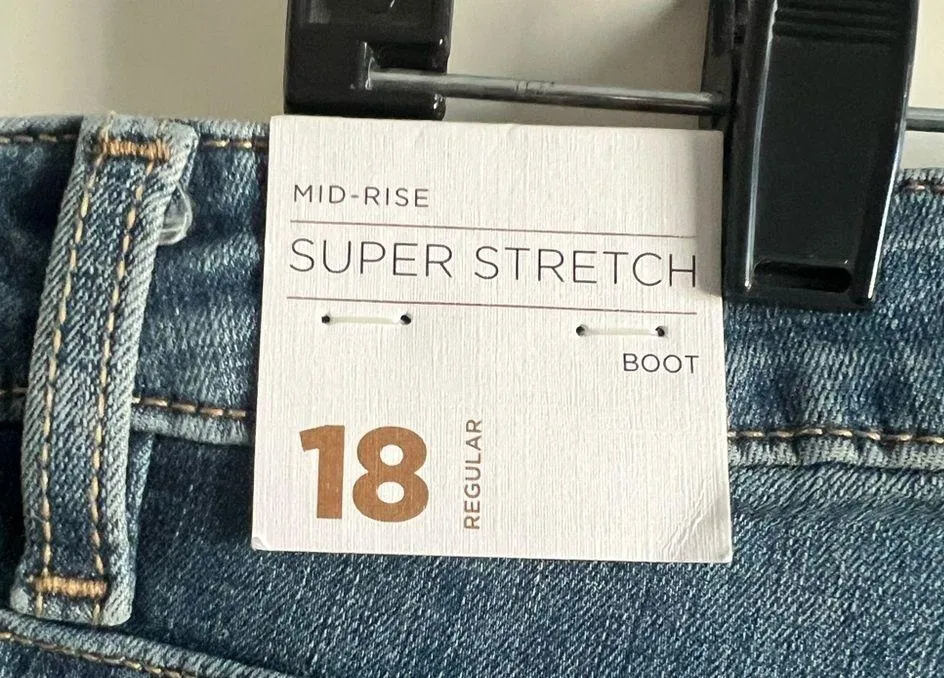 MID-RISE
SUPER STRETCH
BOOT
18
REGULAR